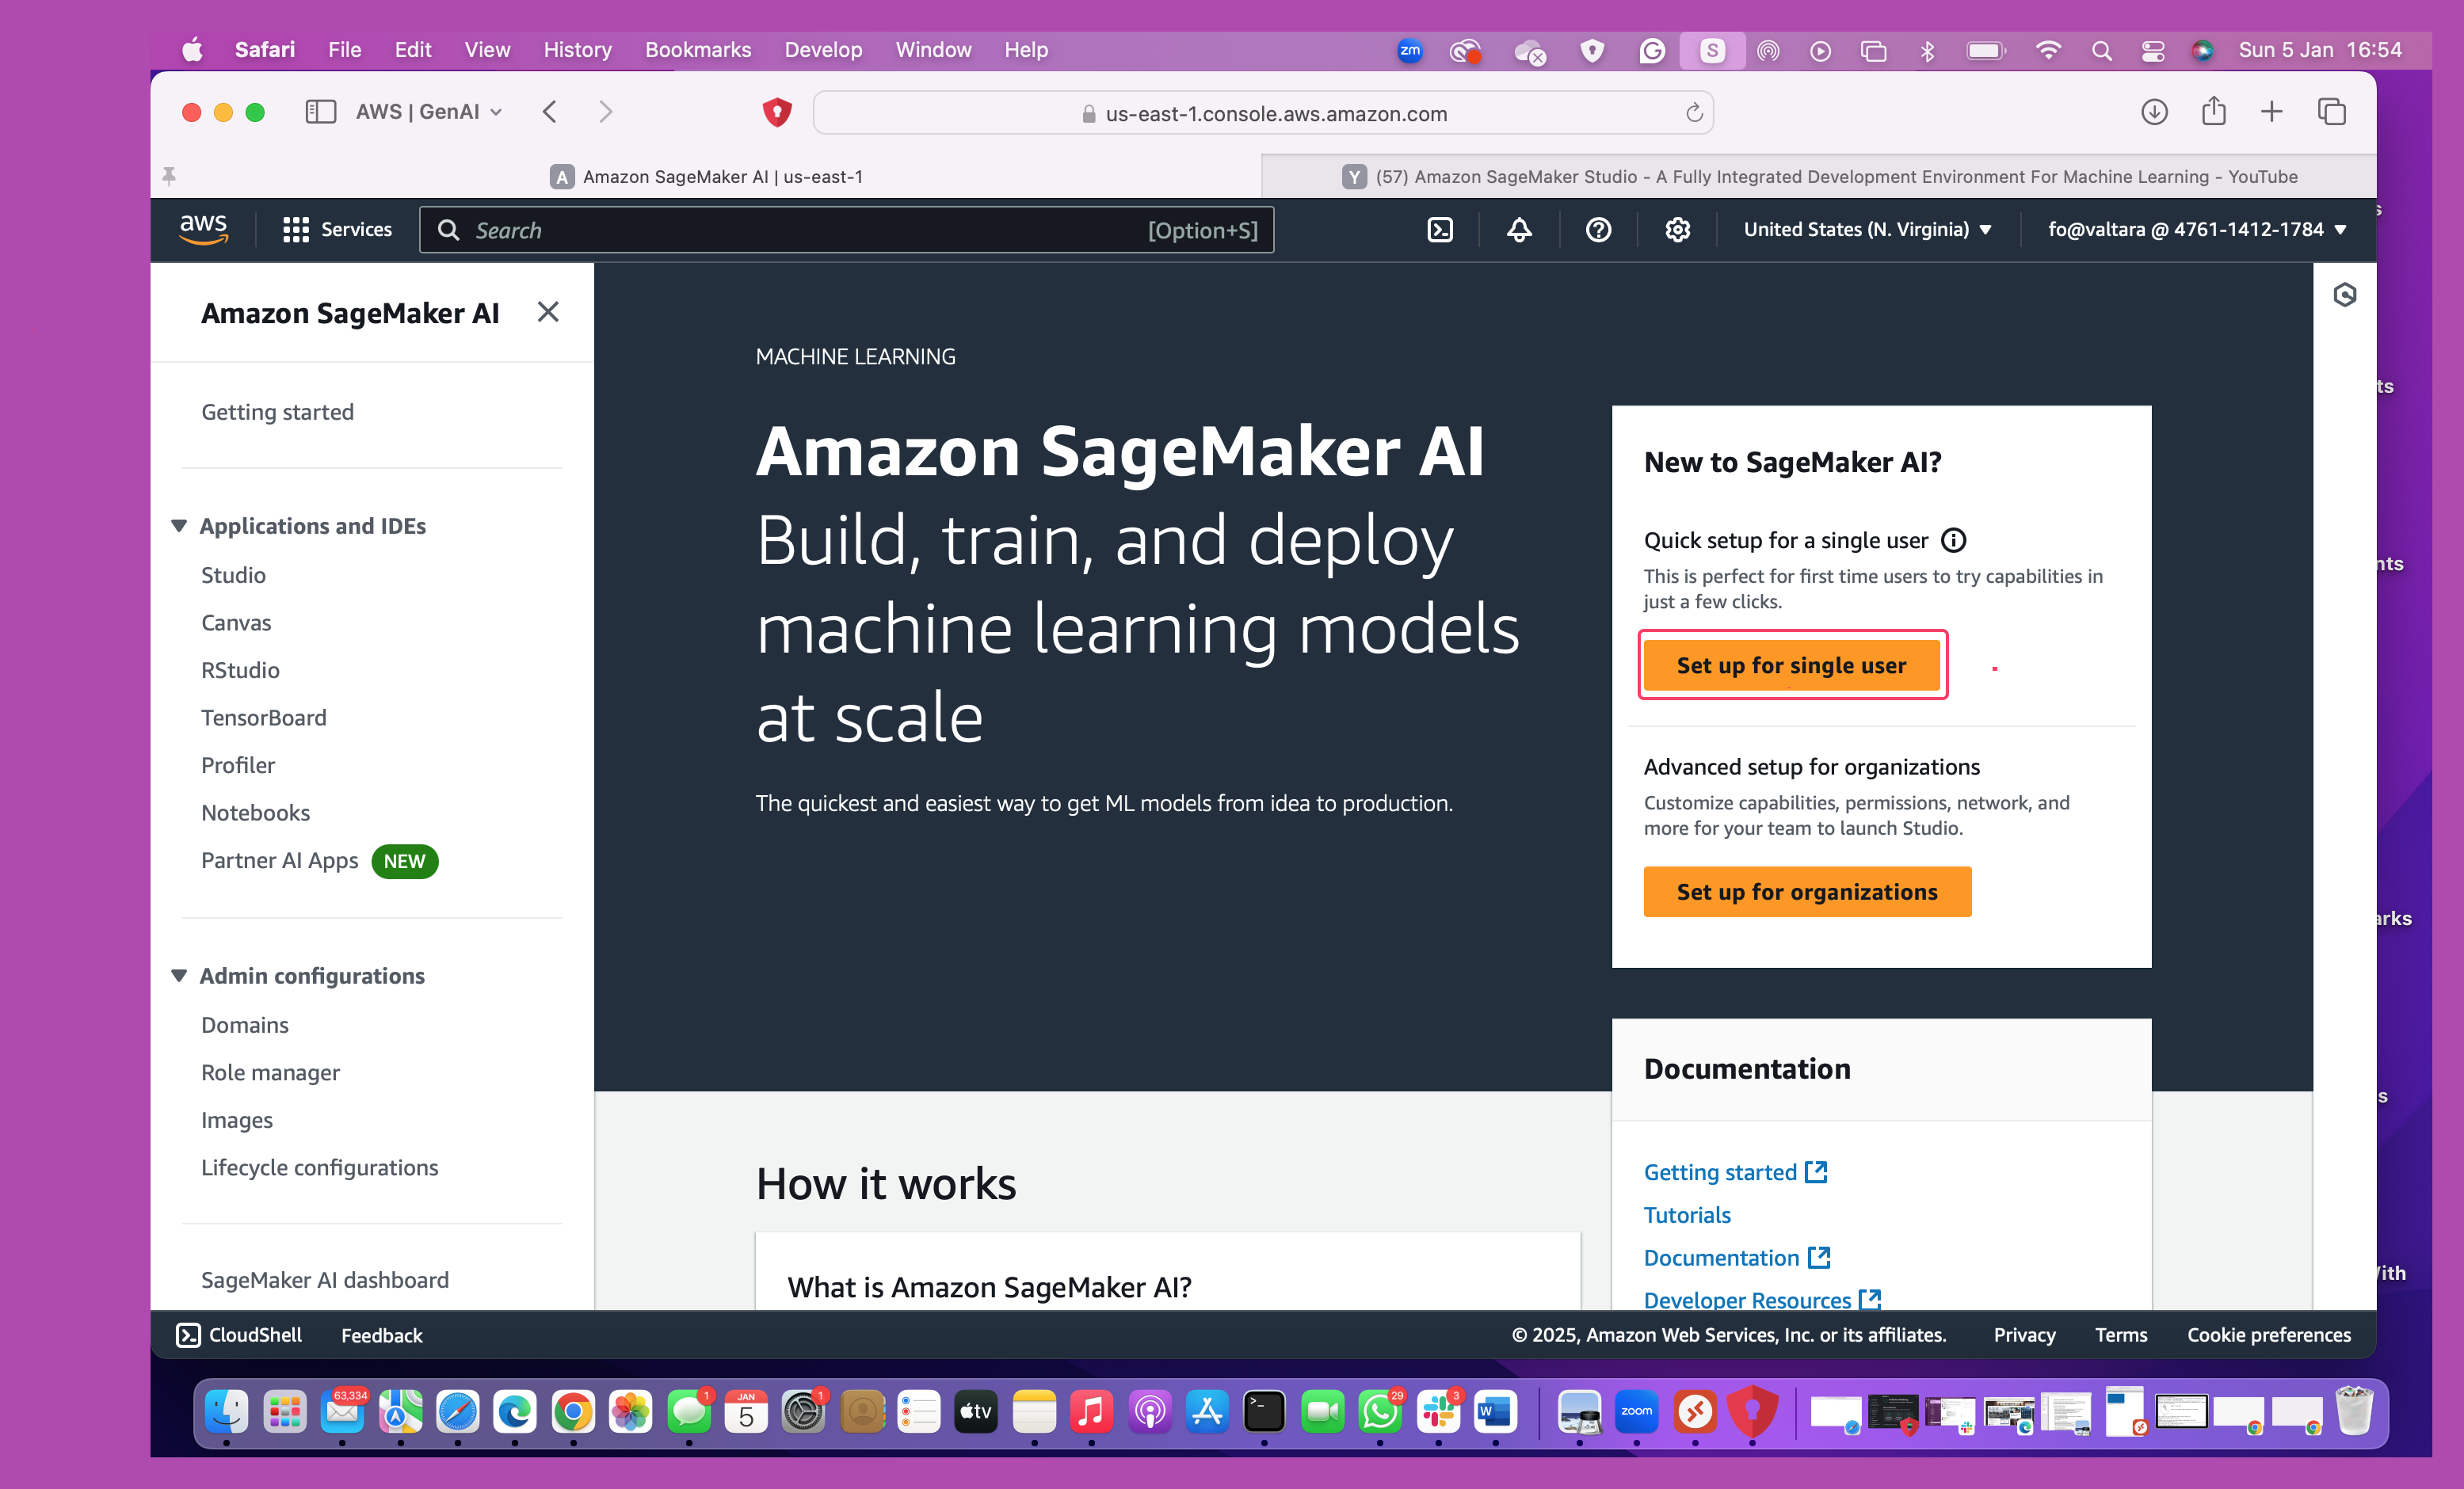 Safari File Edit View History Bookmarks Develop Window Help
zm
S
Sun 5 Jan 16:54
AWS | GenAI
us-east-1.console.aws.amazon.com
A Amazon SageMaker AI | us-east-1
Y (57) Amazon SageMaker Studio - A Fully Integrated Development Environment For Machine Learning - YouTube
aws
Services
Search
[Option+S]
United States (N. Virginia)
fo@valtara @ 4761-1412-1784
Amazon SageMaker AI
Getting started
Applications and IDEs
Studio
Canvas
RStudio
TensorBoard
Profiler
Notebooks
Partner AI Apps NEW
Admin configurations
Domains
Role manager
Images
Lifecycle configurations
SageMaker AI dashboard
MACHINE LEARNING
Amazon SageMaker AI
Build, train, and deploy
machine learning models
at scale
The quickest and easiest way to get ML models from idea to production.
New to SageMaker AI?
Quick setup for a single user
This is perfect for first time users to try capabilities in
just a few clicks.
Set up for single user
Advanced setup for organizations
Customize capabilities, permissions, network, and
more for your team to launch Studio.
Set up for organizations
How it works
What is Amazon SageMaker AI?
Documentation
Getting started
Tutorials
Documentation
Developer Resources
CloudShell
Feedback
© 2025, Amazon Web Services, Inc. or its affiliates.
Privacy
Terms
Cookie preferences
63,334
1
JAN
5
1
tv
29
3
W
zoom